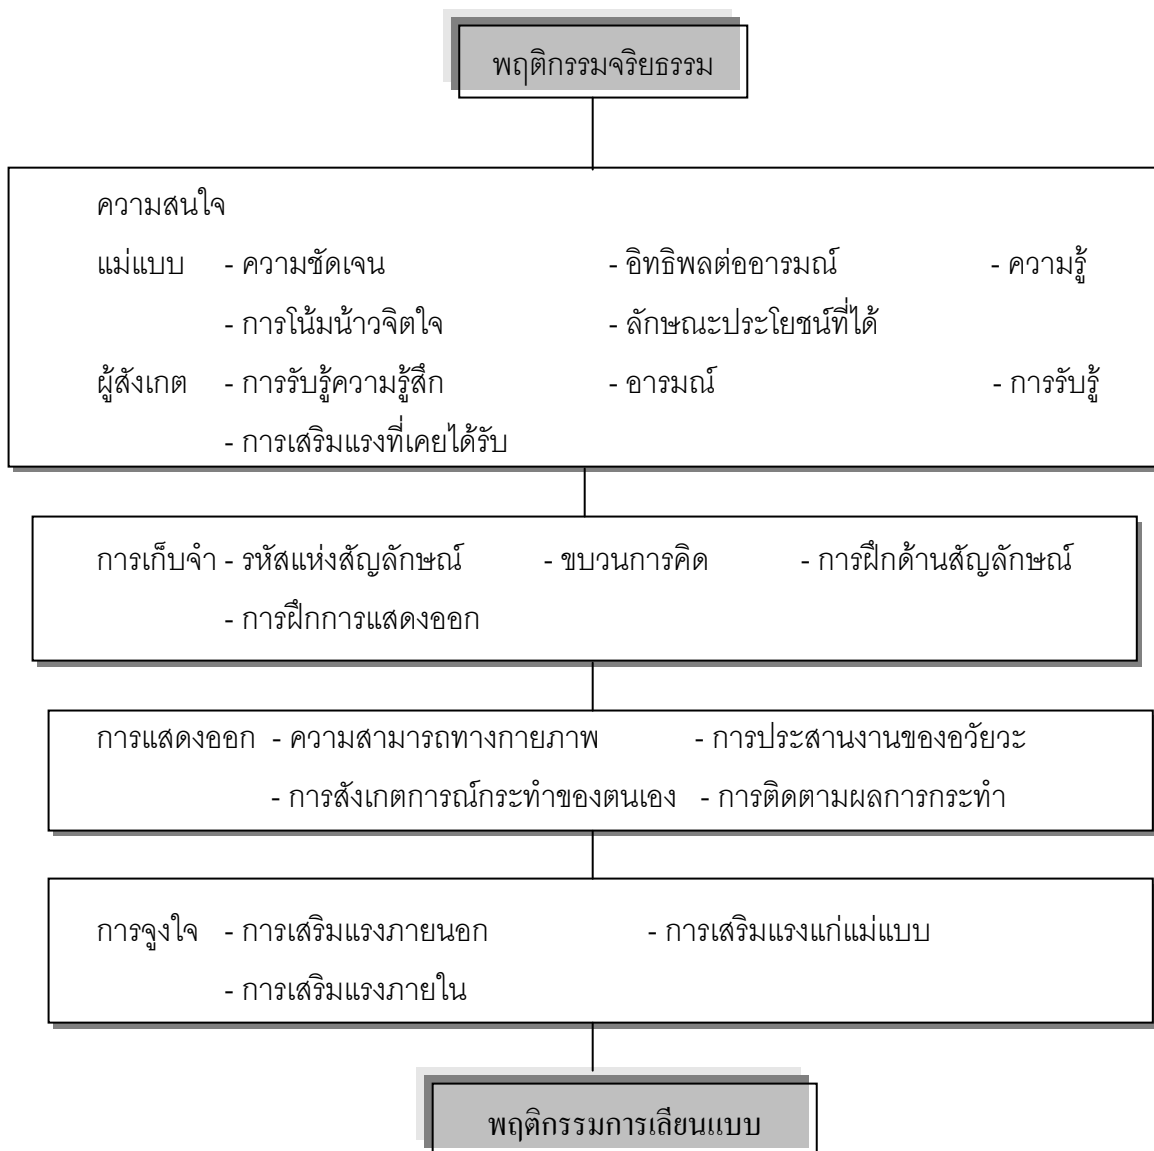 พฤติกรรมจริยธรรม
ความสนใจ
แม่แบบ - ความชัดเจน - อิทธิพลต่ออารมณ์ - ความรู้
- การโน้มน้าวจิตใจ - ลักษณะประโยชน์ที่ได้
ผู้สังเกต - การรับรู้ความรู้สึก - อารมณ์ - การรับรู้
- การเสริมแรงที่เคยได้รับ
การเก็บจำ - รหัสแห่งสัญลักษณ์ - ขบวนการคิด - การฝึกด้านสัญลักษณ์
- การฝึกการแสดงออก
การแสดงออก - ความสามารถทางกายภาพ - การประสานงานของอวัยวะ
- การสังเกตการณ์กระทำของตนเอง - การติดตามผลการกระทำ
การจูงใจ - การเสริมแรงภายนอก - การเสริมแรงแก่แม่แบบ
- การเสริมแรงภายใน
พฤติกรรมการเลียนแบบ